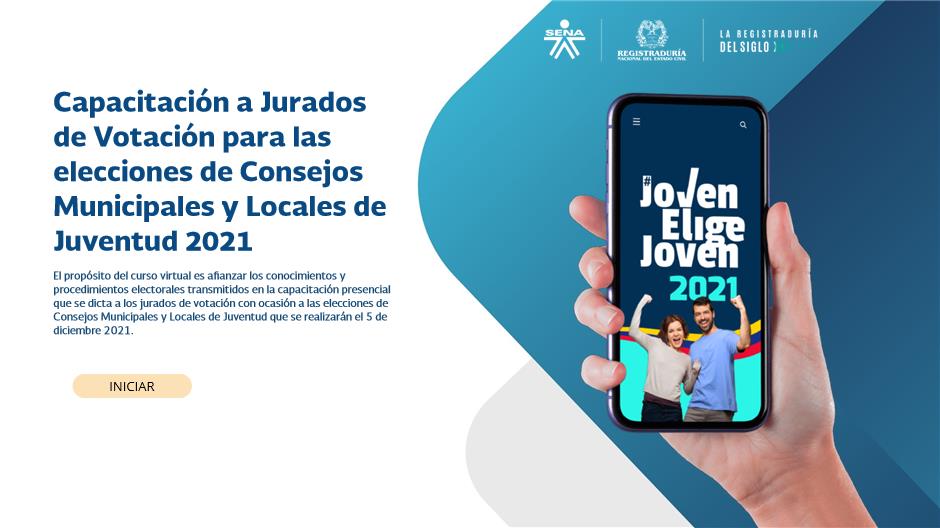 SENA
REGISTRADURÍA
NACIONAL DEL ESTADO CIVIL
LA REGISTRADURÍA
DEL SIGLO
Capacitación a Jurados
de Votación para las
elecciones de Consejos
Municipales y Locales de
Juventud 2021
El propósito del curso virtual es afianzar los conocimientos y
procedimientos electorales transmitidos en la capacitación presencial
que se dicta a los jurados de votación con ocasión a las elecciones de
Consejos Municipales y Locales de Juventud que se realizarán el 5 de
diciembre 2021.
INICIAR
#Joven
Elige
Joven
2021